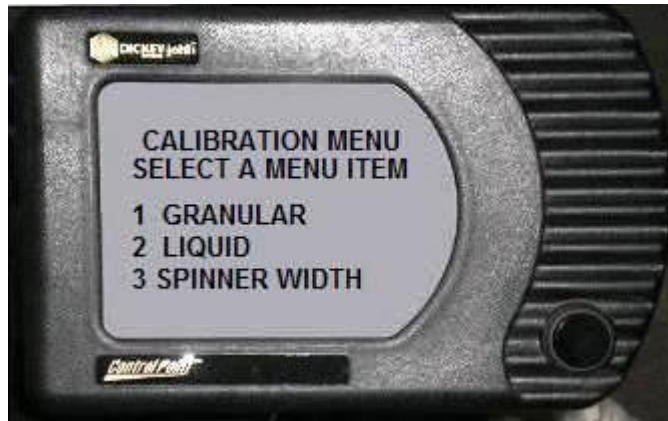 DICKEY-john
CALIBRATION MENU
SELECT A MENU ITEM
1 GRANULAR
2 LIQUID
3 SPINNER WIDTH
Control Point